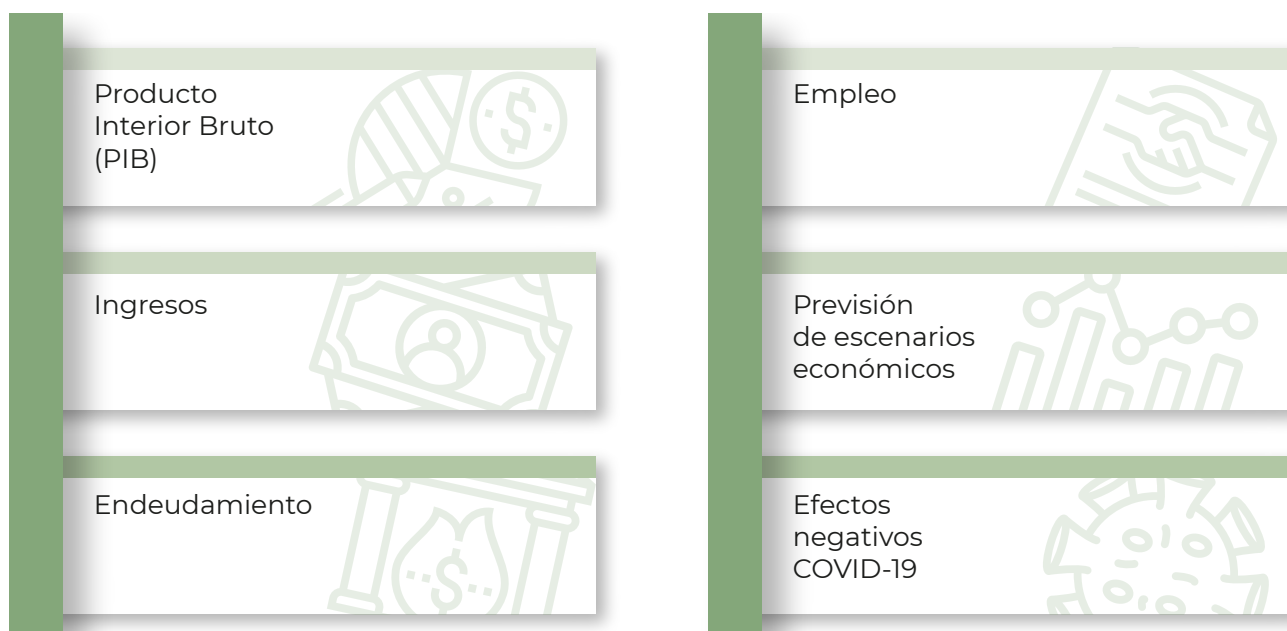 Producto
Interior Bruto
(PIB)
Ingresos
Endeudamiento
Empleo
Previsión
de escenarios
económicos
Efectos
negativos
COVID-19